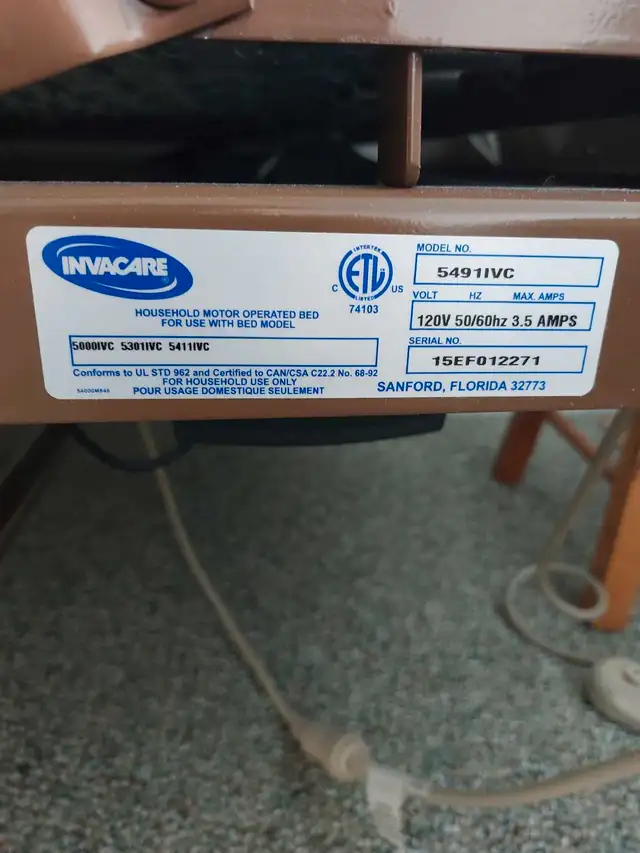 INVACARE
HOUSEHOLD MOTOR OPERATED BED
FOR USE WITH BED MODEL
5000IVC 5301IVC 5411IVC
Conforms to UL STD 962 and Certified to CAN/CSA C22.2 No. 68-92
FOR HOUSEHOLD USE ONLY
POUR USAGE DOMESTIQUE SEULEMENT
INTERTEK
ETL
LISTED
C US
74103
MODEL NO.
5491IVC
VOLT HZ MAX. AMPS
120V 50/60hz 3.5 AMPS
SERIAL NO.
15EF012271
SANFORD, FLORIDA 32773